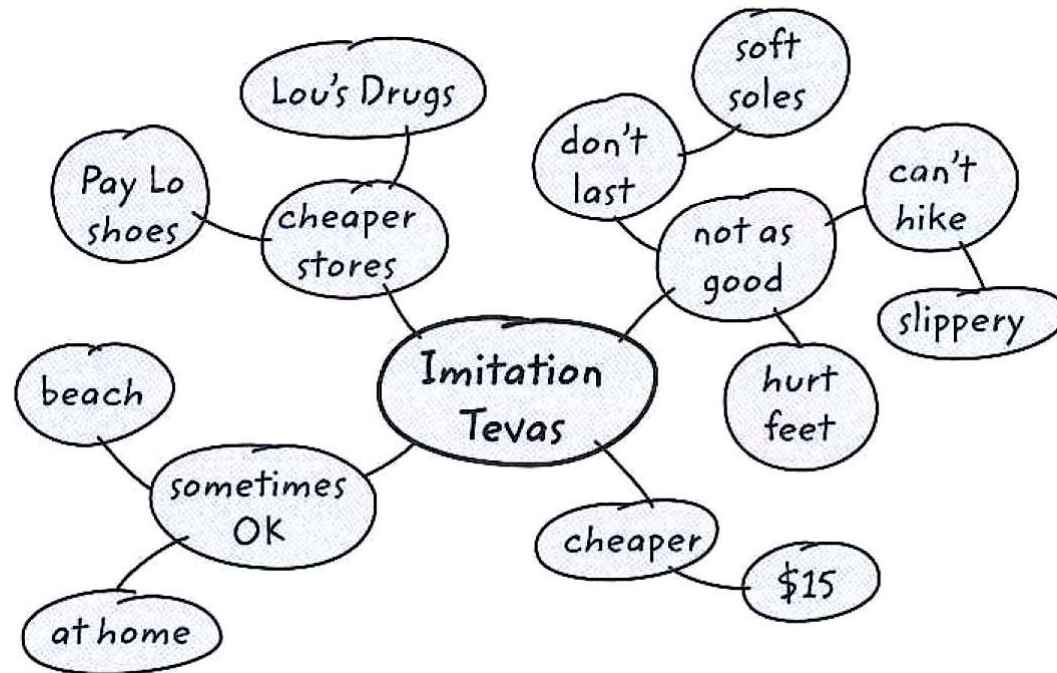 Lou's Drugs
soft
soles
don't
last
Pay Lo
shoes
can't
hike
cheaper
stores
not as
good
slippery
Imitation
Tevas
hurt
feet
beach
sometimes
OK
cheaper
$15
at home